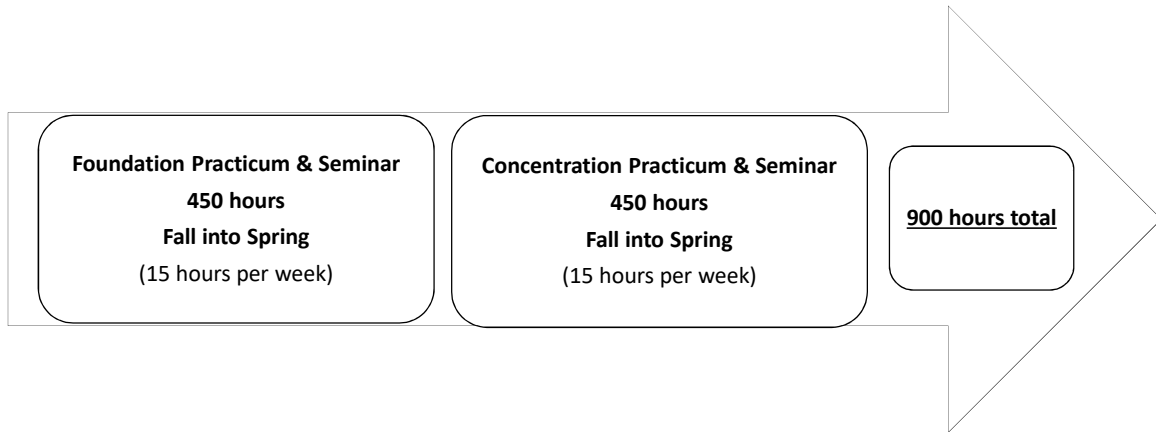 Foundation Practicum & Seminar
450 hours
Fall into Spring
(15 hours per week)
Concentration Practicum & Seminar
450 hours
Fall into Spring
(15 hours per week)
900 hours total